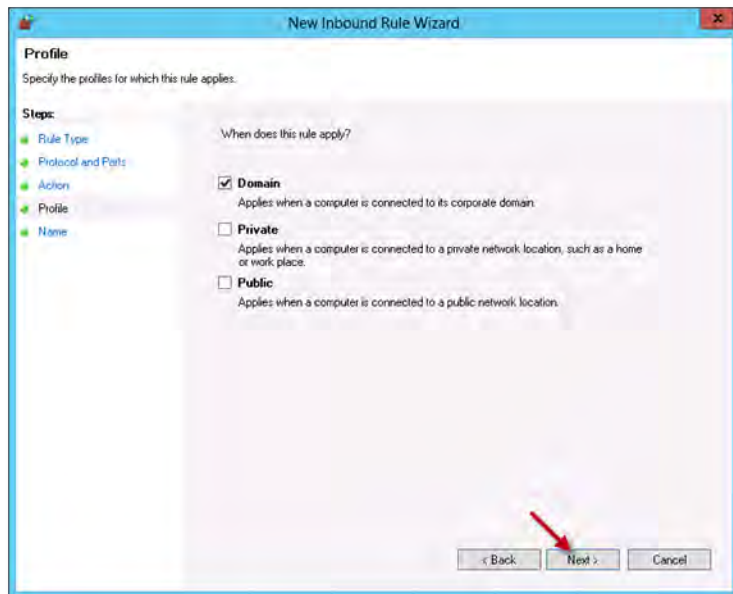 New Inbound Rule Wizard
x
Profile
Specify the profiles for which this rule applies.
Steps:
Rule Type
Protocol and Ports
Action
Profile
Name
When does this rule apply?
Domain
Applies when a computer is connected to its corporate domain.
Private
Applies when a computer is connected to a private network location, such as a home
or work place.
Public
Applies when a computer is connected to a public network location.
< Back
Next >
Cancel